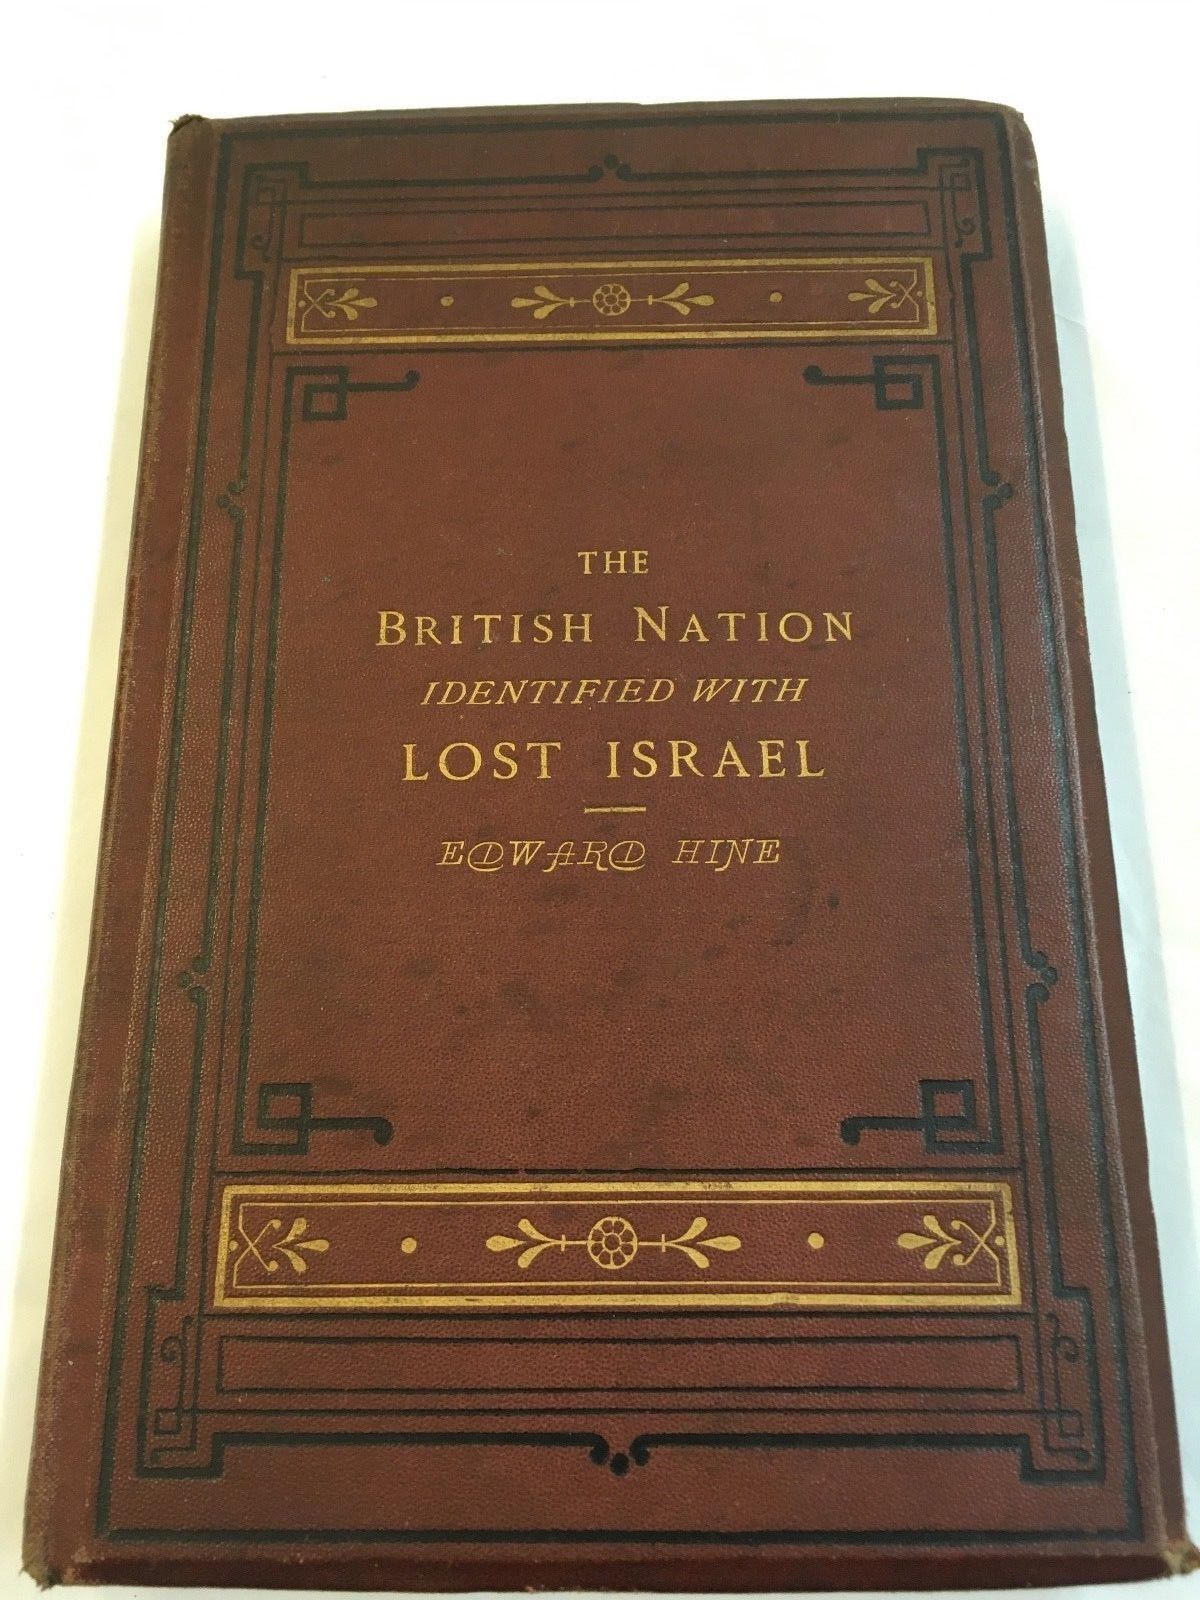 THE
BRITISH NATION
IDENTIFIED WITH
LOST ISRAEL
EDWARD HINE